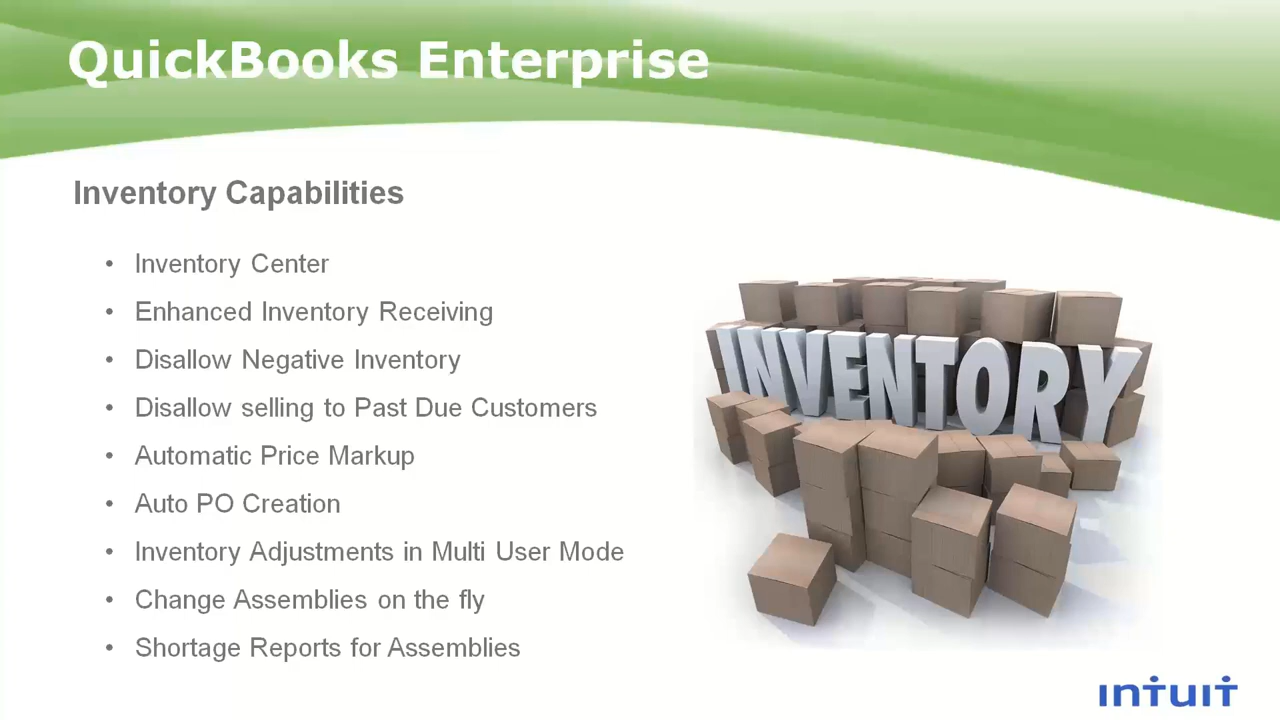 QuickBooks Enterprise
Inventory Capabilities
• Inventory Center
• Enhanced Inventory Receiving
• Disallow Negative Inventory
• Disallow selling to Past Due Customers
• Automatic Price Markup
• Auto PO Creation
• Inventory Adjustments in Multi User Mode
• Change Assemblies on the fly
• Shortage Reports for Assemblies
INVENTORY
intuit